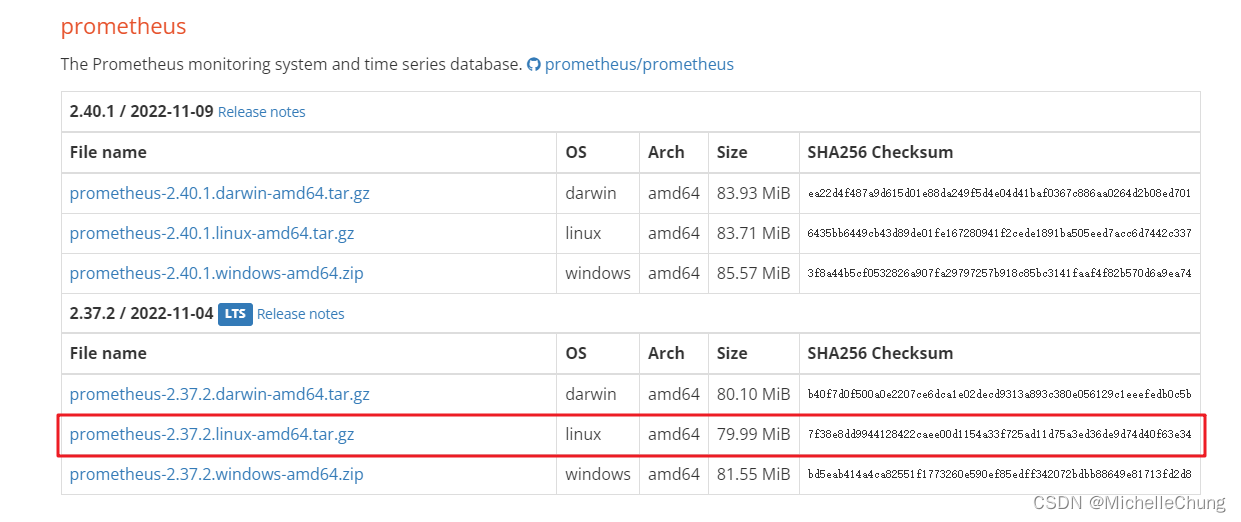 prometheus
The Prometheus monitoring system and time series database. prometheus/prometheus
2.40.1 / 2022-11-09 Release notes
File name OS Arch Size SHA256 Checksum
prometheus-2.40.1.darwin-amd64.tar.gz darwin amd64 83.93 MiB ea22d4f487a9d615d01e88da249f5d4e04d41baf0367c886aa0264d2b08ed701
prometheus-2.40.1.linux-amd64.tar.gz linux amd64 83.71 MiB 6435bb6449cb43d89de01fe167280941f2cede1891ba505eed7acc6d7442c337
prometheus-2.40.1.windows-amd64.zip windows amd64 85.57 MiB 3f8a44b5cf0532826a907fa29797257b918c85bc3141faaf4f82b570d6a9ea74
2.37.2 / 2022-11-04 LTS Release notes
File name OS Arch Size SHA256 Checksum
prometheus-2.37.2.darwin-amd64.tar.gz darwin amd64 80.10 MiB b40f7d0f500a0e2207ce6dca1e02decd9313a893c380e056129c1eeefedb0c5b
prometheus-2.37.2.linux-amd64.tar.gz linux amd64 79.99 MiB 7f38e8dd9944128422caee00d1154a33f725ad11d75a3ed36de9d74d40f63e34
prometheus-2.37.2.windows-amd64.zip windows amd64 81.55 MiB bd5eab414a4ca82551f1773260e590ef85edff342072bdbb88649e81713fd2d8
CSDN @MichelleChung